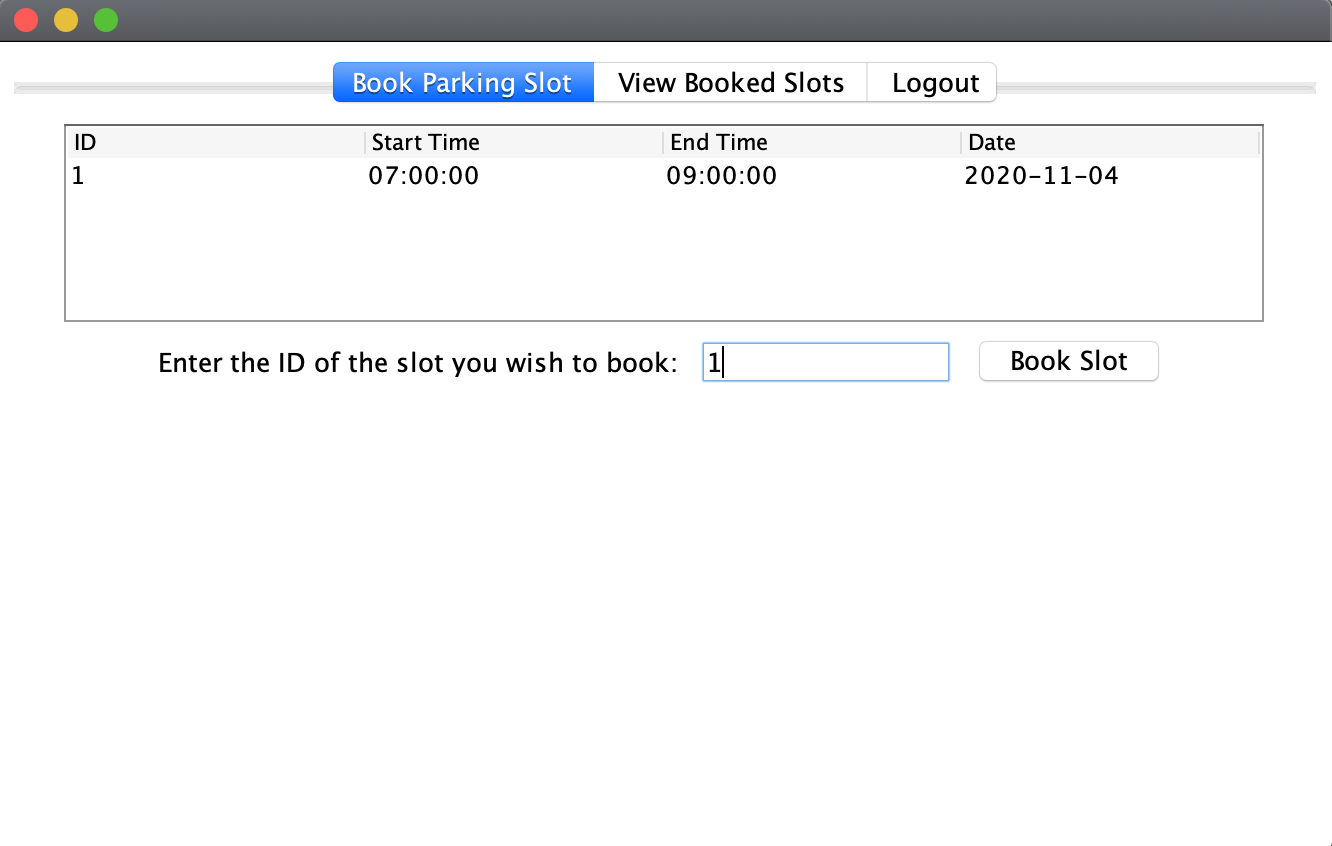 Book Parking Slot View Booked Slots Logout
ID Start Time End Time Date
1 07:00:00 09:00:00 2020-11-04
Enter the ID of the slot you wish to book: 1 Book Slot